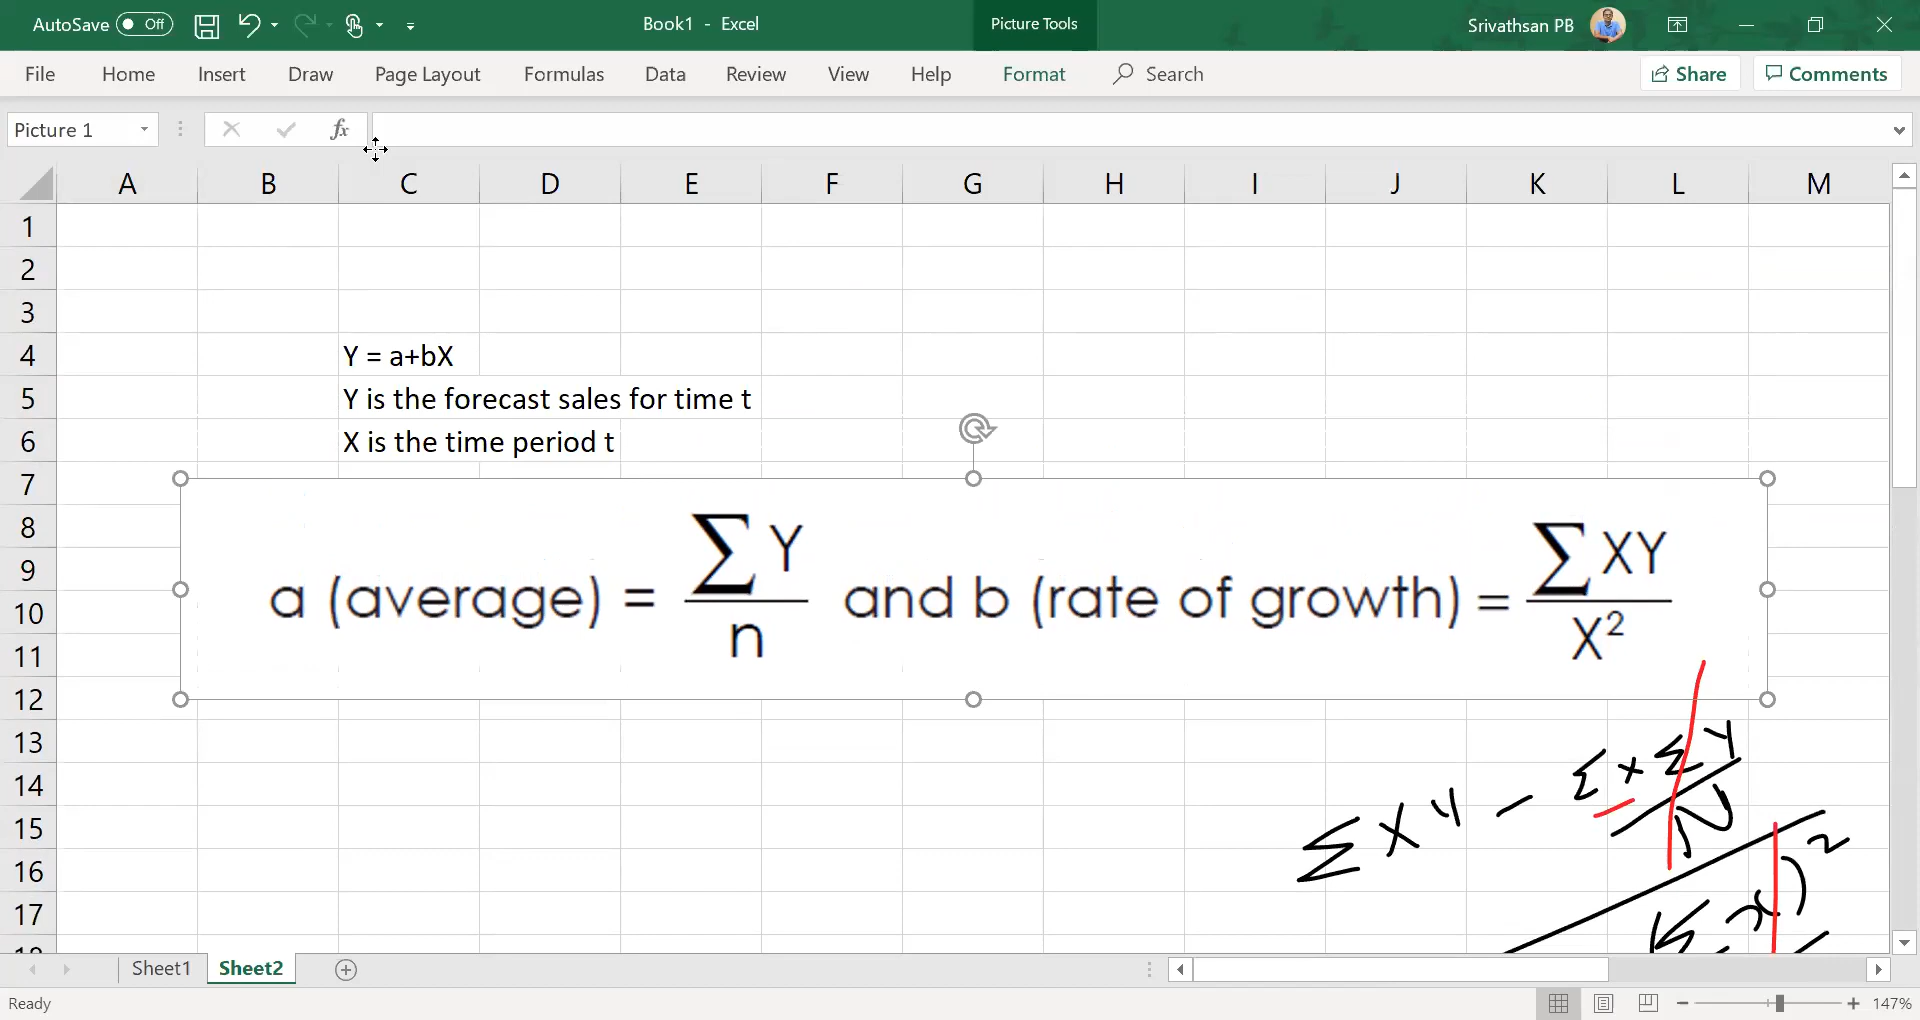 AutoSave Off Book1 - Excel Picture Tools Srivathsan PB
File Home Insert Draw Page Layout Formulas Data Review View Help Format Search Share Comments
Picture 1 fx
A B C D E F G H I J K L M
1
2
3
4 Y = a+bX
5 Y is the forecast sales for time t
6 X is the time period t
7
8
9
10
11
12
13
14
15
16
17
a (average) = ∑Y / n and b (rate of growth) = ∑XY / X²
∑XY - ∑X∑Y / N
Sheet1 Sheet2
Ready 147%